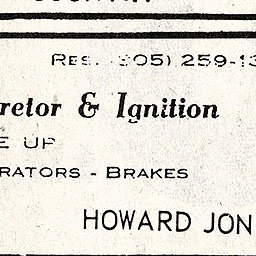 Res. 305) 259-13
retor & Ignition
E UP
RATORS - BRAKES
HOWARD JON